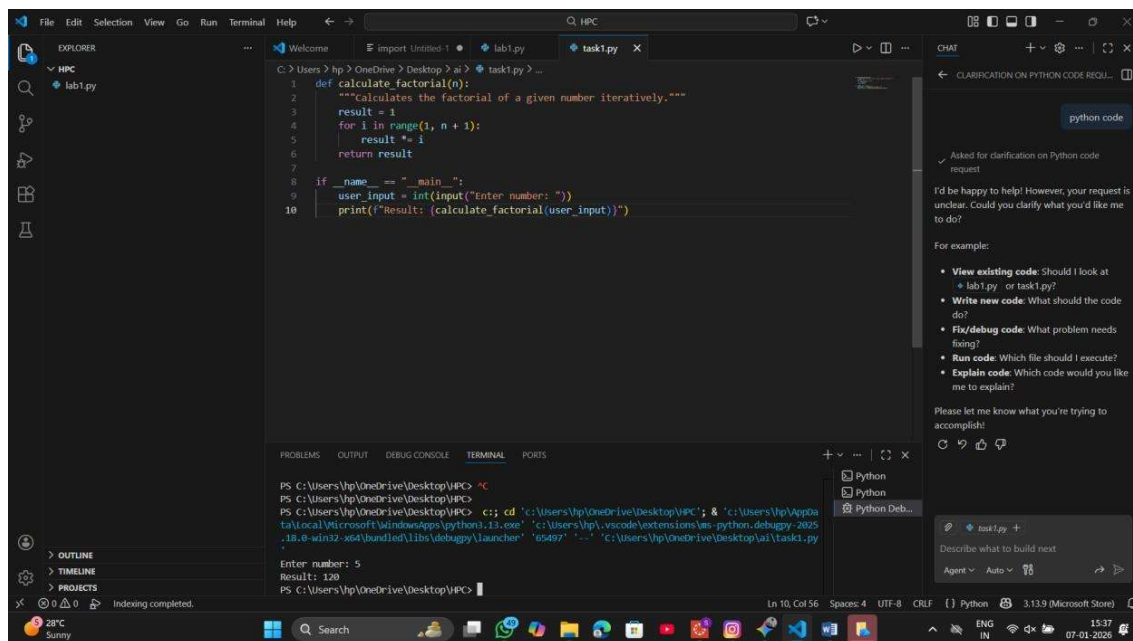 File Edit Selection View Go Run Terminal Help
HPC
EXPLORER
HPC
lab1.py
OUTLINE
TIMELINE
PROJECTS
Welcome
import Untitled-1
lab1.py
task1.py
C: > Users > hp > OneDrive > Desktop > ai > task1.py > ...
1 def calculate_factorial(n):
2 """Calculates the factorial of a given number iteratively."""
3 result = 1
4 for i in range(1, n + 1):
5 result *= i
6 return result
7
8 if __name__ == "__main__":
9 user_input = int(input("Enter number: "))
10 print(f"Result: {calculate_factorial(user_input)}")
PROBLEMS OUTPUT DEBUG CONSOLE TERMINAL PORTS
PS C:\Users\hp\OneDrive\Desktop\HPC> ^C
PS C:\Users\hp\OneDrive\Desktop\HPC>
PS C:\Users\hp\OneDrive\Desktop\HPC> c:; cd 'c:\Users\hp\OneDrive\Desktop\HPC'; & 'c:\Users\hp\AppDa
ta\Local\Microsoft\WindowsApps\python3.13.exe' 'c:\Users\hp\.vscode\extensions\ms-python.debugpy-2025
.18.0-win32-x64\bundled\libs\debugpy\launcher' '65497' '--' 'C:\Users\hp\OneDrive\Desktop\ai\task1.py
'
Enter number: 5
Result: 120
PS C:\Users\hp\OneDrive\Desktop\HPC>
Python
Python
Python Deb...
CHAT
CLARIFICATION ON PYTHON CODE REQU...
python code
Asked for clarification on Python code
request
I'd be happy to help! However, your request is
unclear. Could you clarify what you'd like me
to do?
For example:
• View existing code: Should I look at
lab1.py or task1.py?
• Write new code: What should the code
do?
• Fix/debug code: What problem needs
fixing?
• Run code: Which file should I execute?
• Explain code: Which code would you like
me to explain?
Please let me know what you're trying to
accomplish!
task1.py
Describe what to build next
Agent Auto
0 0 Indexing completed.
Ln 10, Col 56 Spaces: 4 UTF-8 CRLF {} Python 3.13.9 (Microsoft Store)
28°C
Sunny
Search
49
ENG
IN
15:37
07-01-2026